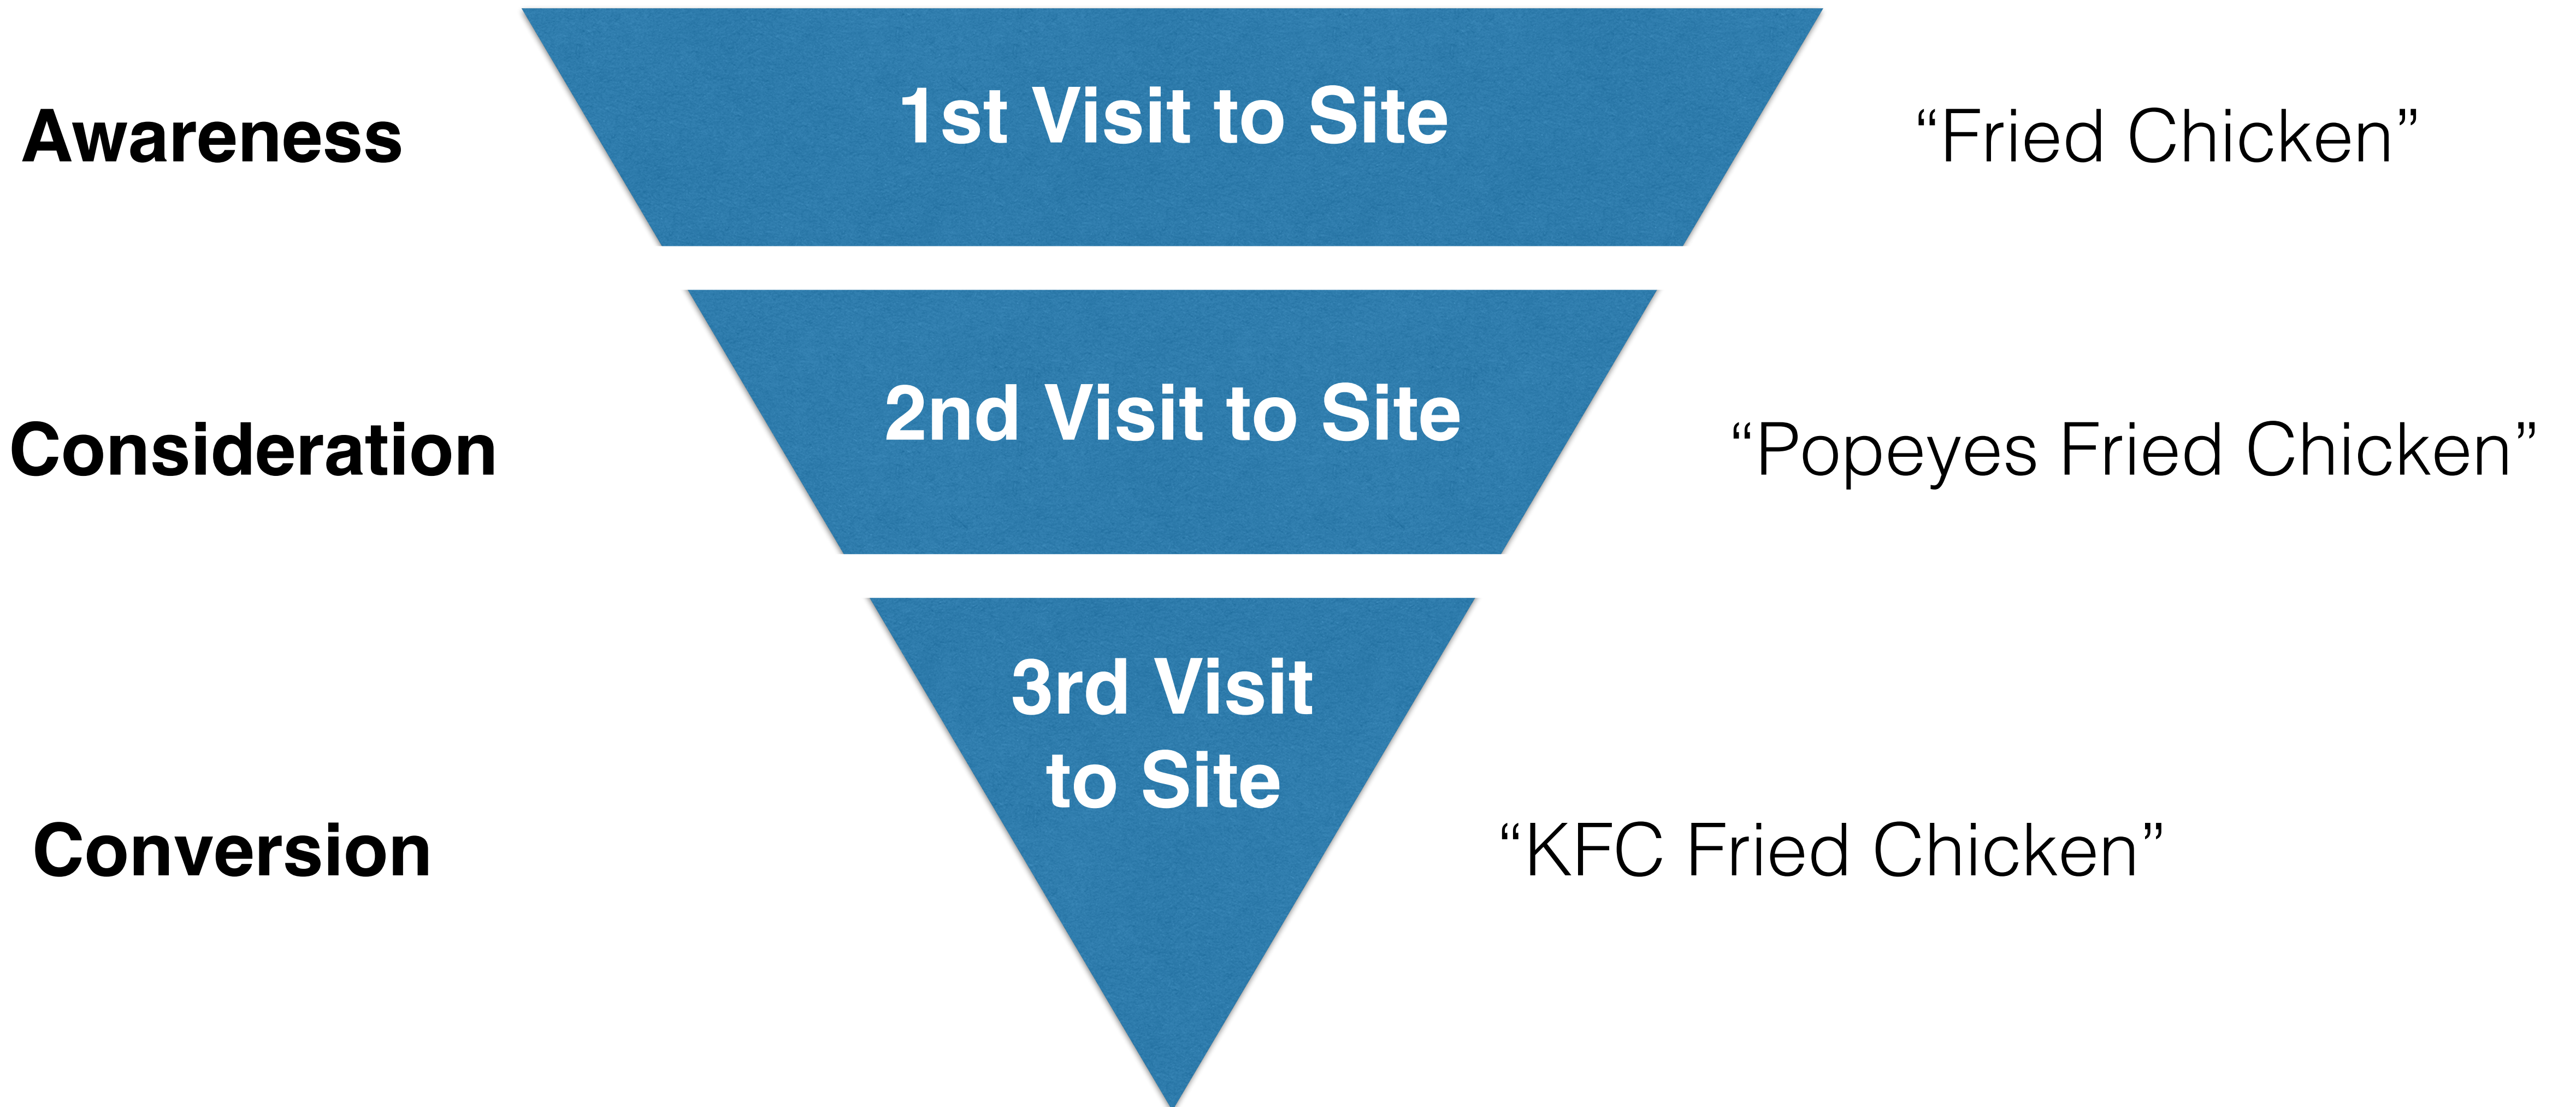 Awareness
1st Visit to Site
“Fried Chicken”
Consideration
2nd Visit to Site
“Popeyes Fried Chicken”
Conversion
3rd Visit
to Site
“KFC Fried Chicken”